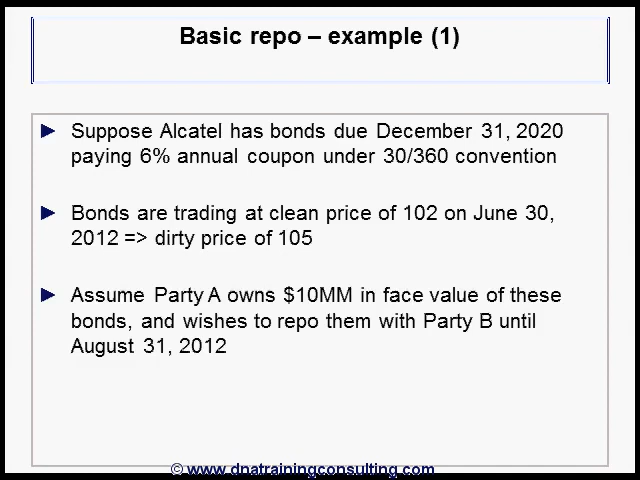 Basic repo – example (1)
► Suppose Alcatel has bonds due December 31, 2020
paying 6% annual coupon under 30/360 convention
► Bonds are trading at clean price of 102 on June 30,
2012 => dirty price of 105
► Assume Party A owns $10MM in face value of these
bonds, and wishes to repo them with Party B until
August 31, 2012
© www.dnatrainingconsulting.com